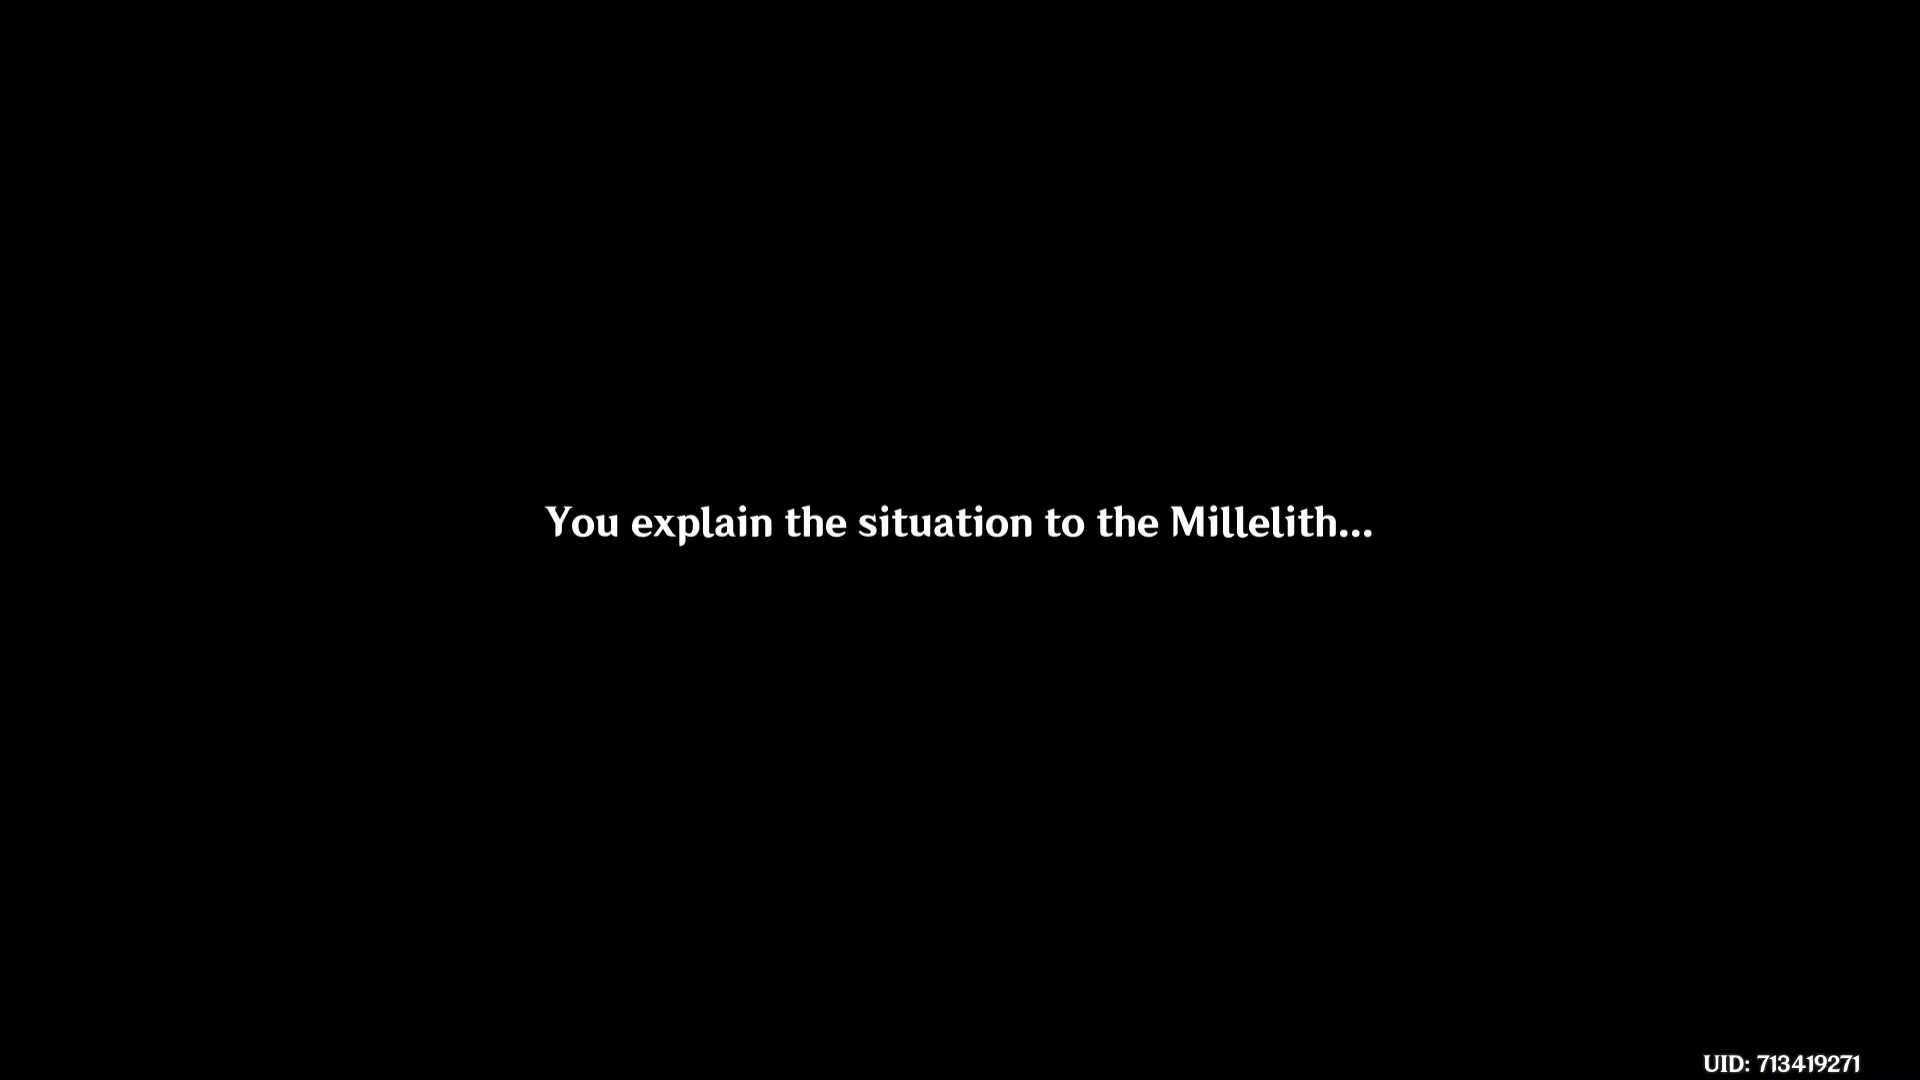 You explain the situation to the Millelith...
UID: 713419271